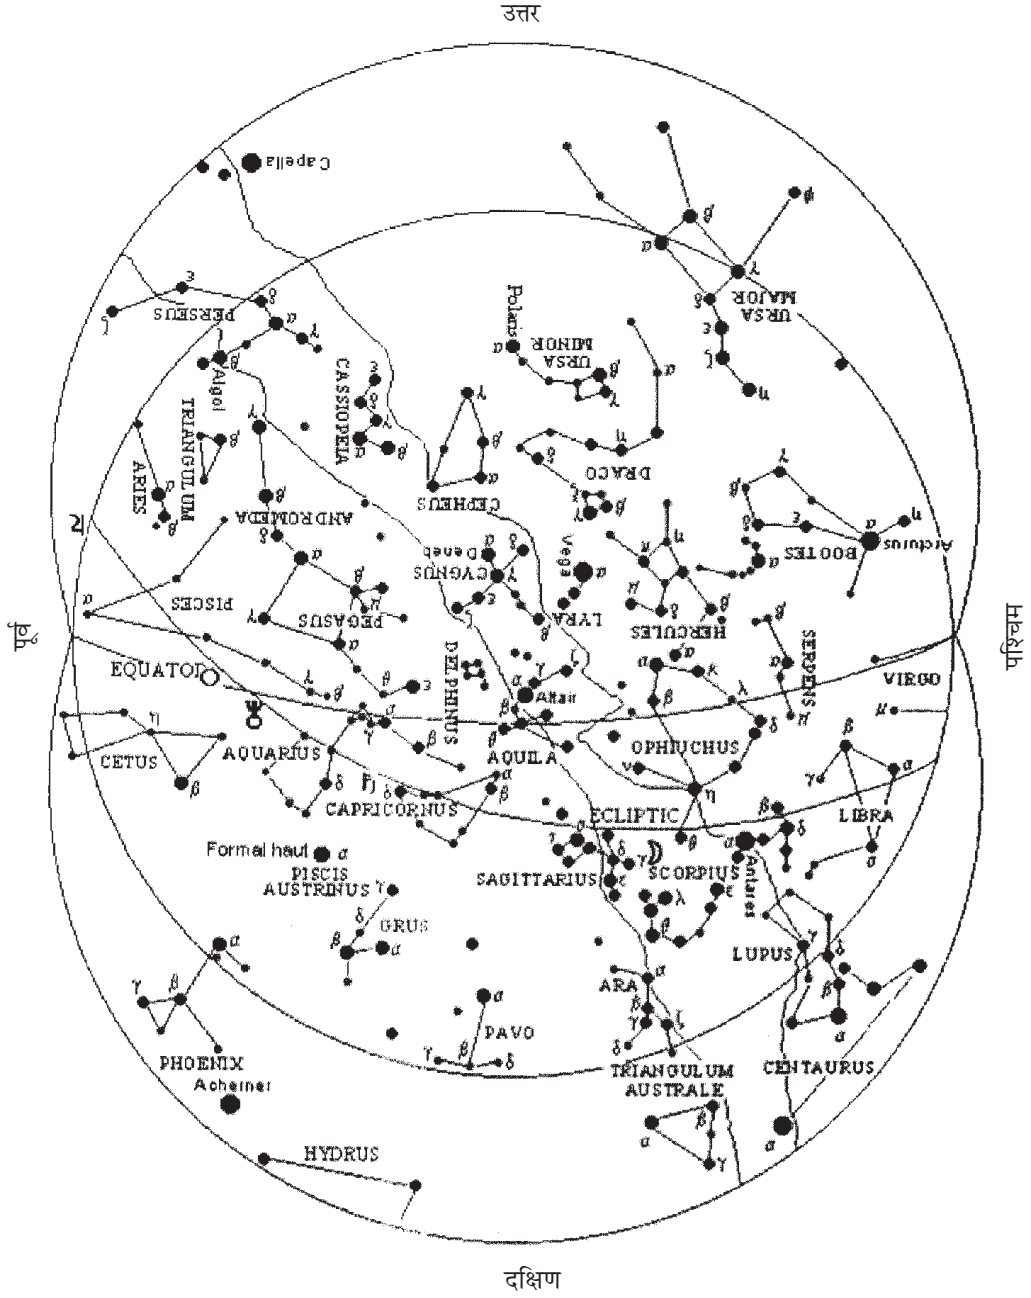 उत्तर
Capella
β
φ
α
γ
ε
δ
URSA
MAJOR
PERSEUS
ζ
α
γ
Polaris
α
URSA
MINOR
β
γ
ε
ζ
η
β
Algol
CASSIOPEIA
ε
δ
γ
α
β
TRIANGULUM
β
γ
γ
β
α
CEPHEUS
η
α
δ
DRACO
ξ
β
γ
γ
β
δ
ε
α
η
BOOTES
Arcturus
ARIES
α
β
β
ANDROMEDA
δ
α
Deneb
α
δ
CYGNUS
γ
ε
β
Vega
α
LYRA
π
η
μ
δ
β
HERCULES
α
PISCES
α
β
μ
γ
PEGASUS
α
पूर्व
पश्चिम
EQUATOR
θ
ε
γ
β
DELPHINUS
α
γ
ζ
β
θ
AQUILA
α
α
κ
β
λ
δ
ε
β
α
μ
SERPENS
VIRGO
μ
CETUS
η
β
AQUARIUS
δ
α
γ
β
OPHIUCHUS
ν
η
θ
CAPRICORNUS
δ
α
β
ECLIPTIC
β
γ
α
LIBRA
σ
Formal haut α
PISCIS
AUSTRINUS
γ
SAGITTARIUS
γ
ε
SCORPIUS
α
Antares
β
δ
λ
ε
θ
GRUS
δ
β
α
LUPUS
γ
δ
α
β
γ
PHOENIX
Achernar
PAVO
α
γ
β
δ
ARA
α
β
γ
ζ
δ
TRIANGULUM
AUSTRALE
α
β
γ
CENTAURUS
β
α
α
HYDRUS
दक्षिण